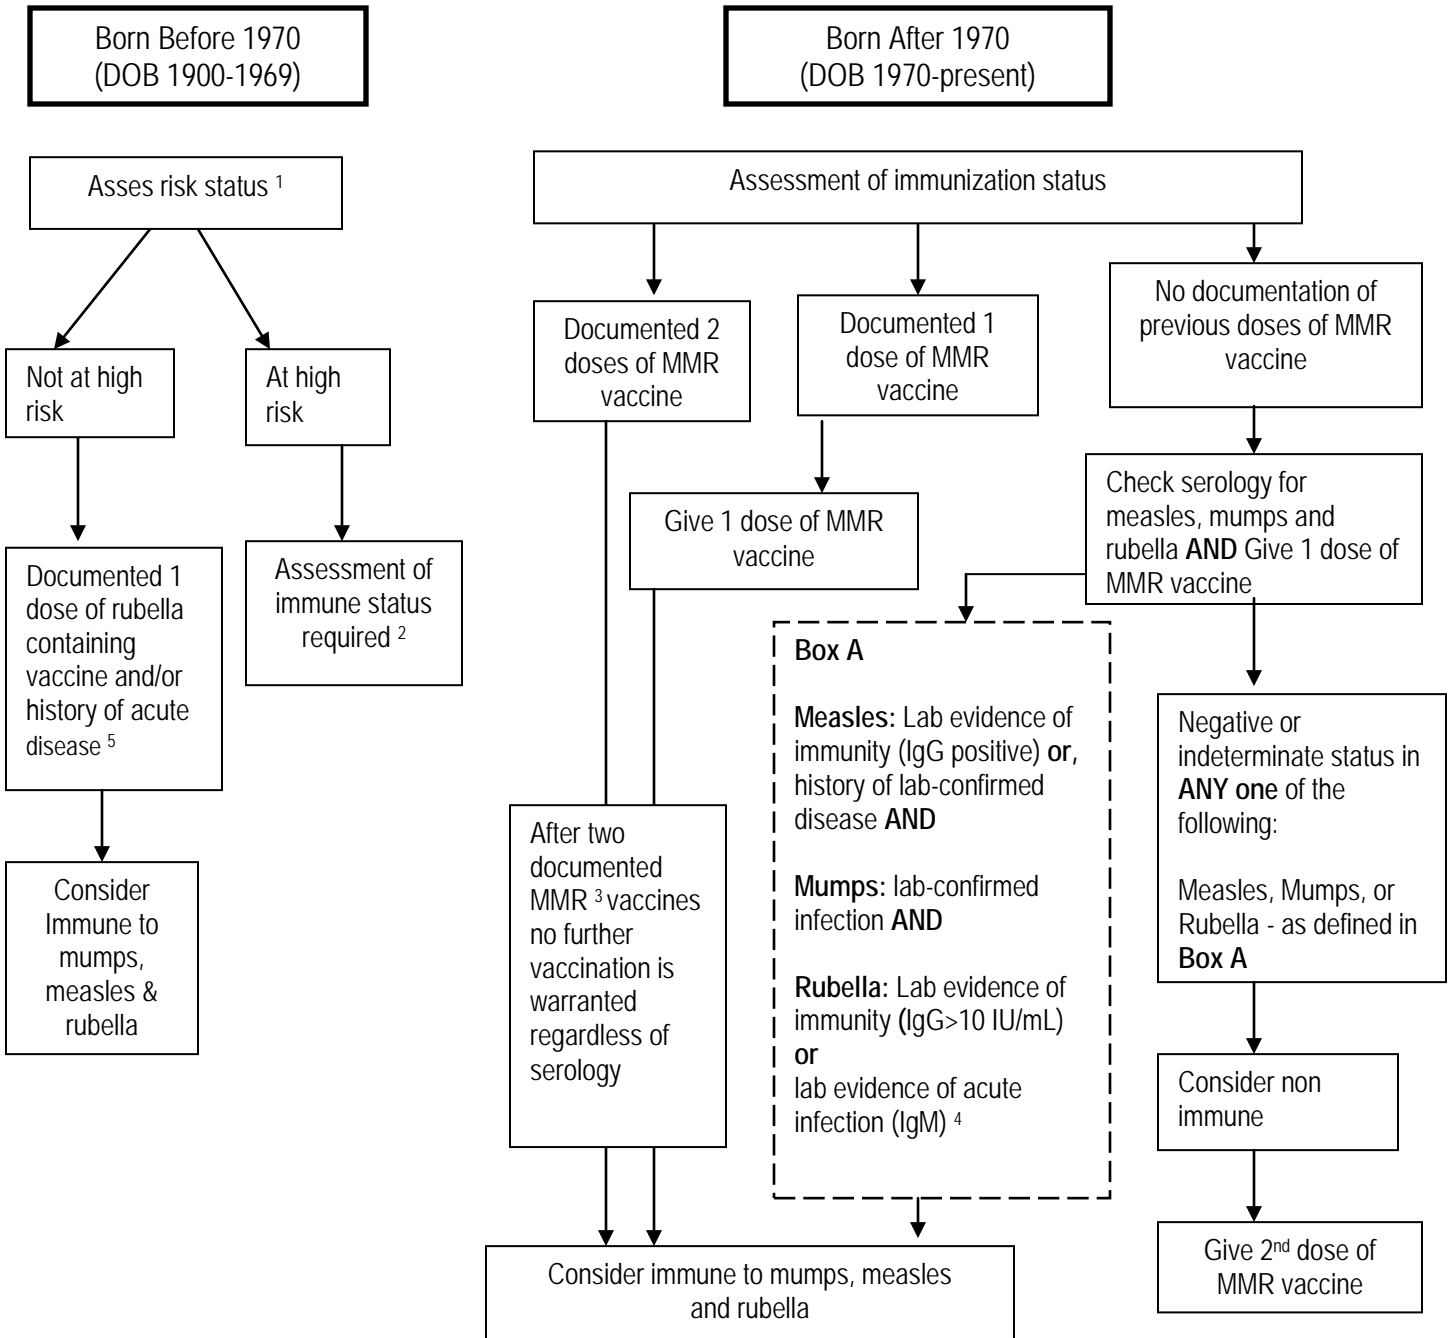 Born Before 1970
(DOB 1900-1969)
Born After 1970
(DOB 1970-present)
Asses risk status 1
Assessment of immunization status
Not at high
risk
At high
risk
Documented 2
doses of MMR
vaccine
Documented 1
dose of MMR
vaccine
No documentation of
previous doses of MMR
vaccine
Documented 1
dose of rubella
containing
vaccine and/or
history of acute
disease 5
Assessment of
immune status
required 2
Give 1 dose of MMR
vaccine
Check serology for
measles, mumps and
rubella AND Give 1 dose of
MMR vaccine
Consider
Immune to
mumps,
measles &
rubella
After two
documented
MMR 3 vaccines
no further
vaccination is
warranted
regardless of
serology
Box A
Measles: Lab evidence of
immunity (IgG positive) or,
history of lab-confirmed
disease AND
Mumps: lab-confirmed
infection AND
Rubella: Lab evidence of
immunity (IgG>10 IU/mL)
or
lab evidence of acute
infection (IgM) 4
Negative or
indeterminate status in
ANY one of the
following:
Measles, Mumps, or
Rubella - as defined in
Box A
Consider non
immune
Give 2nd dose of
MMR vaccine
Consider immune to mumps, measles
and rubella